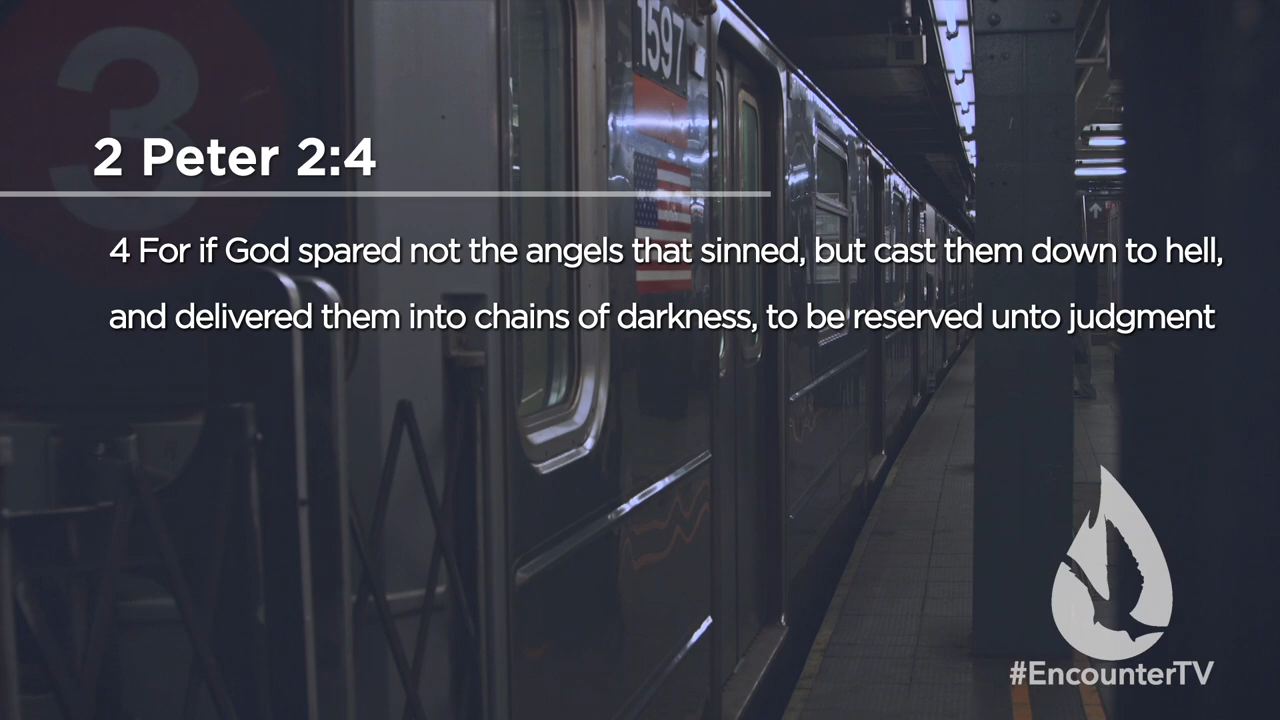 3
1597
2 Peter 2:4
4 For if God spared not the angels that sinned, but cast them down to hell,
and delivered them into chains of darkness, to be reserved unto judgment
#EncounterTV